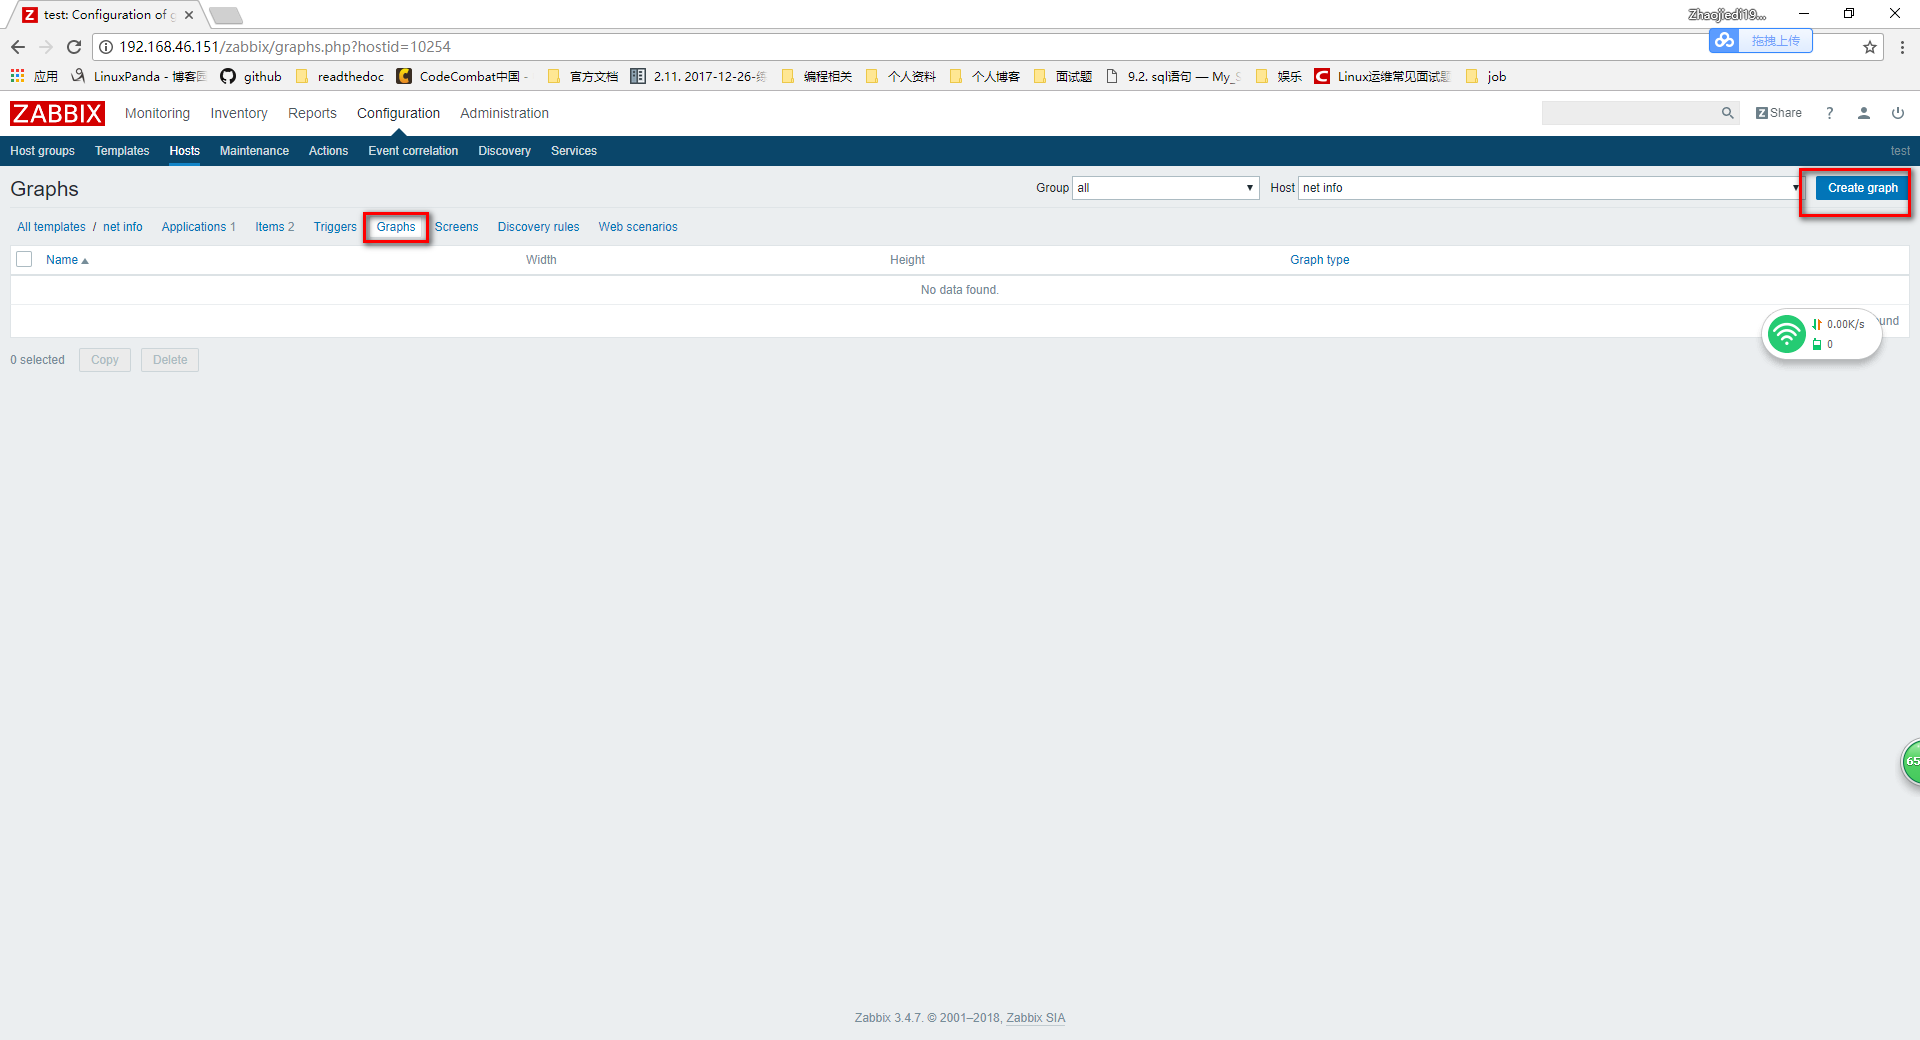 test: Configuration of g
Zhaojiedi19...
192.168.46.151/zabbix/graphs.php?hostid=10254
拖拽上传
应用 LinuxPanda - 博客园 github readthedoc CodeCombat中国 - 官方文档 2.11. 2017-12-26-练 编程相关 个人资料 个人博客 面试题 9.2. sql语句 — My_S 娱乐 Linux运维常见面试题 job
ZABBIX Monitoring Inventory Reports Configuration Administration Z Share ?
Host groups Templates Hosts Maintenance Actions Event correlation Discovery Services test
Graphs Group all Host net info Create graph
All templates / net info Applications 1 Items 2 Triggers Graphs Screens Discovery rules Web scenarios
Name Width Height Graph type
No data found.
und
0.00K/s
0
0 selected Copy Delete
65
Zabbix 3.4.7. © 2001–2018, Zabbix SIA